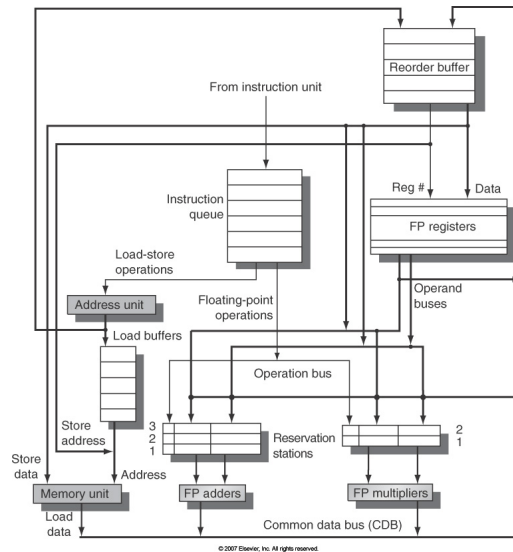 Reorder buffer
From instruction unit
Reg #
Data
Instruction
queue
FP registers
Load-store
operations
Operand
buses
Address unit
Floating-point
operations
Load buffers
Operation bus
Store
address
3
2
1
Reservation
stations
2
1
Store
data
Address
Memory unit
FP adders
FP multipliers
Load
data
Common data bus (CDB)
© 2007 Elsevier, Inc. All rights reserved.